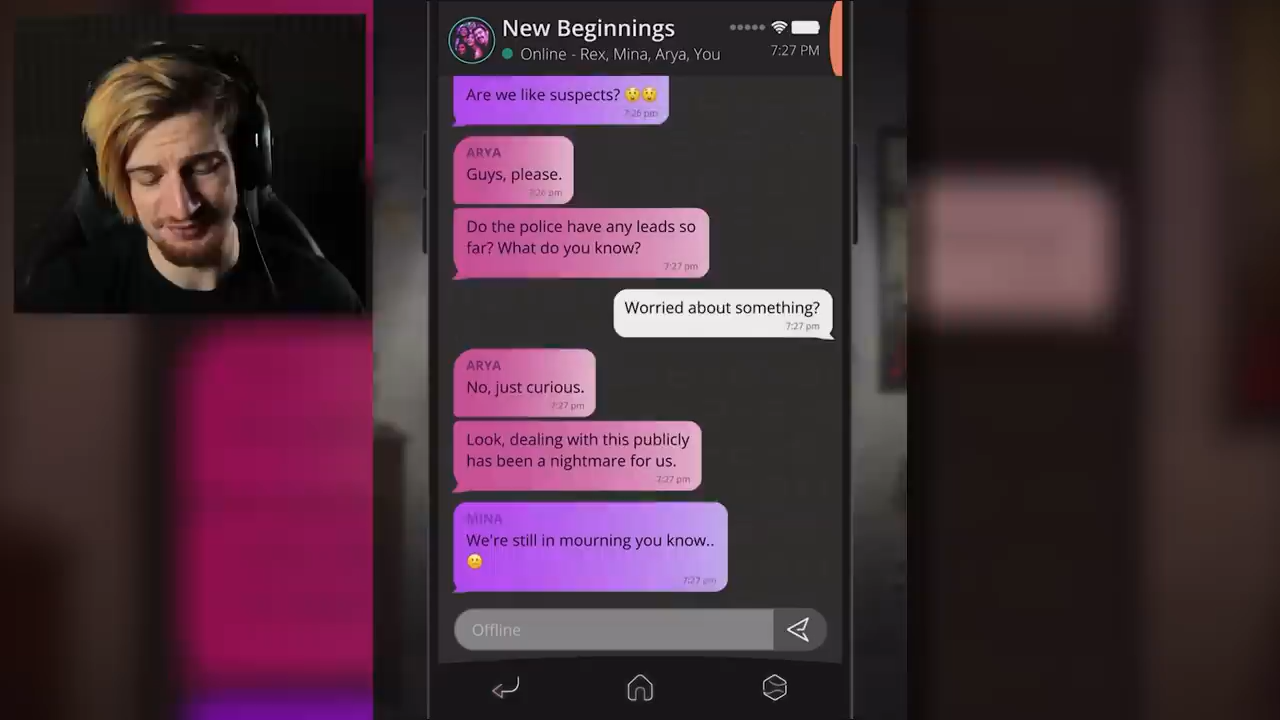 New Beginnings
Online - Rex, Mina, Arya, You
7:27 PM
Are we like suspects? 😲😲
7:26 pm
ARYA
Guys, please.
7:26 pm
Do the police have any leads so
far? What do you know?
7:27 pm
Worried about something?
7:27 pm
ARYA
No, just curious.
7:27 pm
Look, dealing with this publicly
has been a nightmare for us.
7:27 pm
MINA
We're still in mourning you know..
😕
7:27 pm
Offline